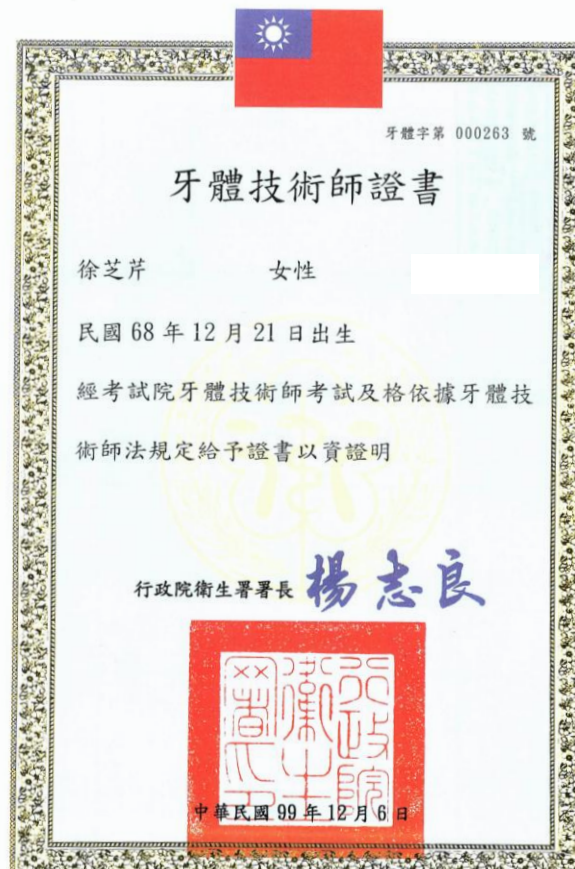 牙體字第 000263 號
牙體技術師證書
徐芝芹 女性
民國 68 年 12 月 21 日出生
經考試院牙體技術師考試及格依據牙體技
術師法規定給予證書以資證明
行政院衛生署署長 楊志良
行政院衛生署印
中華民國 99 年 12 月 6 日